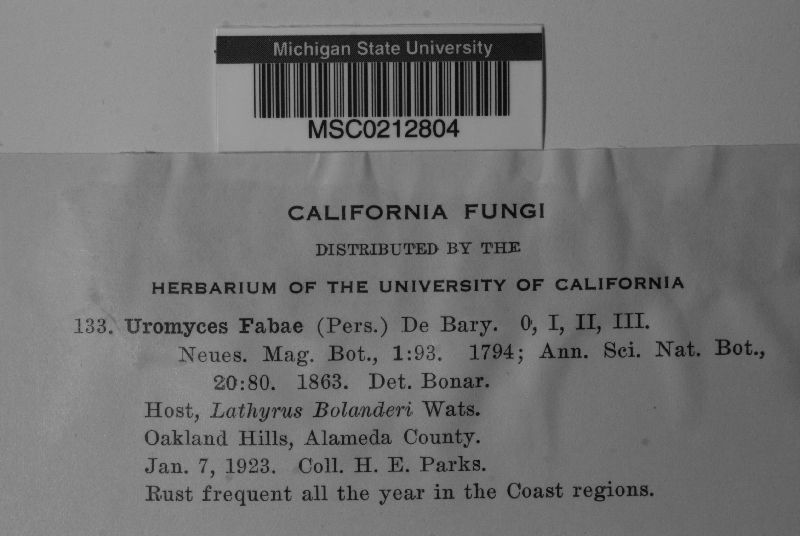 Michigan State University
MSC0212804
CALIFORNIA FUNGI
DISTRIBUTED BY THE
HERBARIUM OF THE UNIVERSITY OF CALIFORNIA
133. Uromyces Fabae (Pers.) De Bary. 0, I, II, III.
Neues. Mag. Bot., 1:93. 1794; Ann. Sci. Nat. Bot.,
20:80. 1863. Det. Bonar.
Host, Lathyrus Bolanderi Wats.
Oakland Hills, Alameda County.
Jan. 7, 1923. Coll. H. E. Parks.
Rust frequent all the year in the Coast regions.